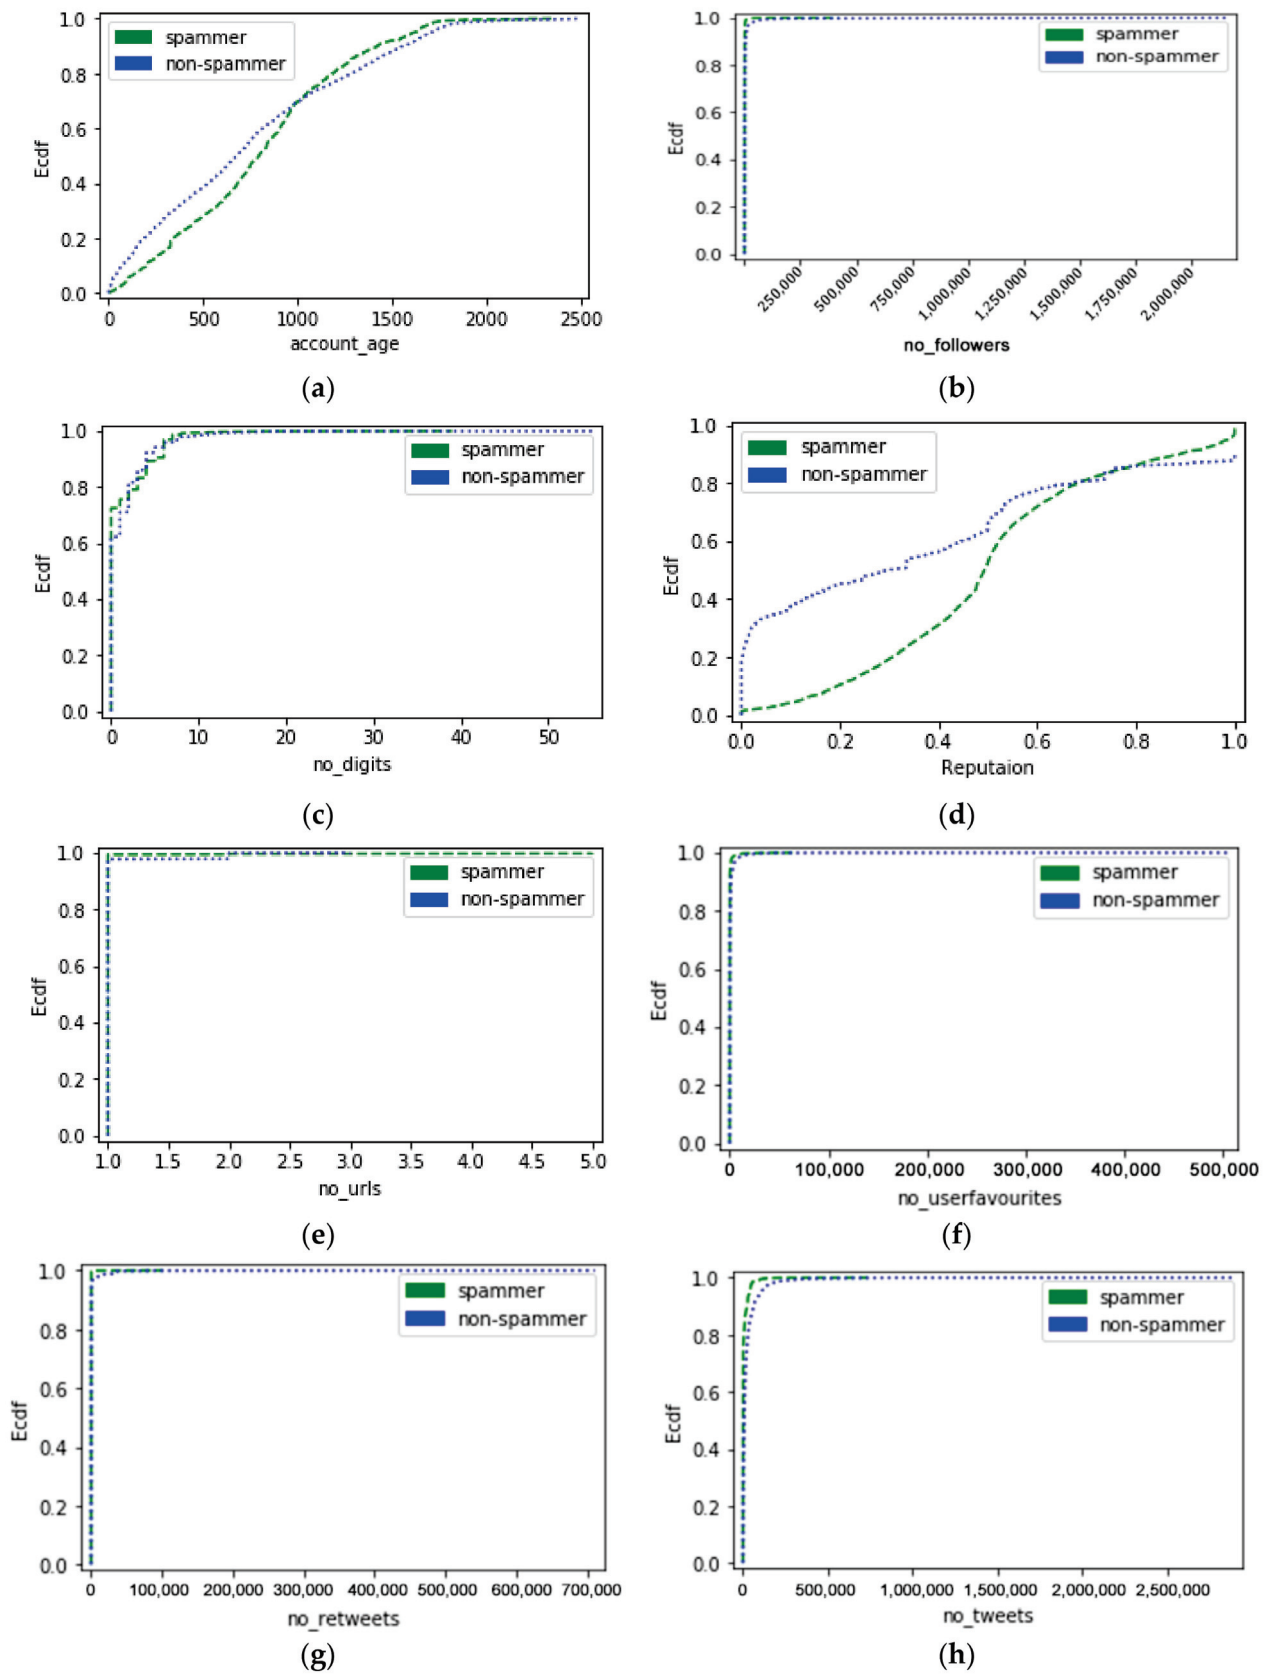 1.0
0.8
0.6
0.4
0.2
0.0
Ecdf
spammer
non-spammer
0 500 1000 1500 2000 2500
account_age
(a)
1.0
0.8
0.6
0.4
0.2
0.0
Ecdf
spammer
non-spammer
250,000 500,000 750,000 1,000,000 1,250,000 1,500,000 1,750,000 2,000,000
no_followers
(b)
1.0
0.8
0.6
0.4
0.2
0.0
Ecdf
spammer
non-spammer
0 10 20 30 40 50
no_digits
(c)
1.0
0.8
0.6
0.4
0.2
0.0
Ecdf
spammer
non-spammer
0.0 0.2 0.4 0.6 0.8 1.0
Reputaion
(d)
1.0
0.8
0.6
0.4
0.2
0.0
Ecdf
spammer
non-spammer
1.0 1.5 2.0 2.5 3.0 3.5 4.0 4.5 5.0
no_urls
(e)
1.0
0.8
0.6
0.4
0.2
0.0
Ecdf
spammer
non-spammer
0 100,000 200,000 300,000 400,000 500,000
no_userfavourites
(f)
1.0
0.8
0.6
0.4
0.2
0.0
Ecdf
spammer
non-spammer
0 100,000 200,000 300,000 400,000 500,000 600,000 700,000
no_retweets
(g)
1.0
0.8
0.6
0.4
0.2
0.0
Ecdf
spammer
non-spammer
0 500,000 1,000,000 1,500,000 2,000,000 2,500,000
no_tweets
(h)